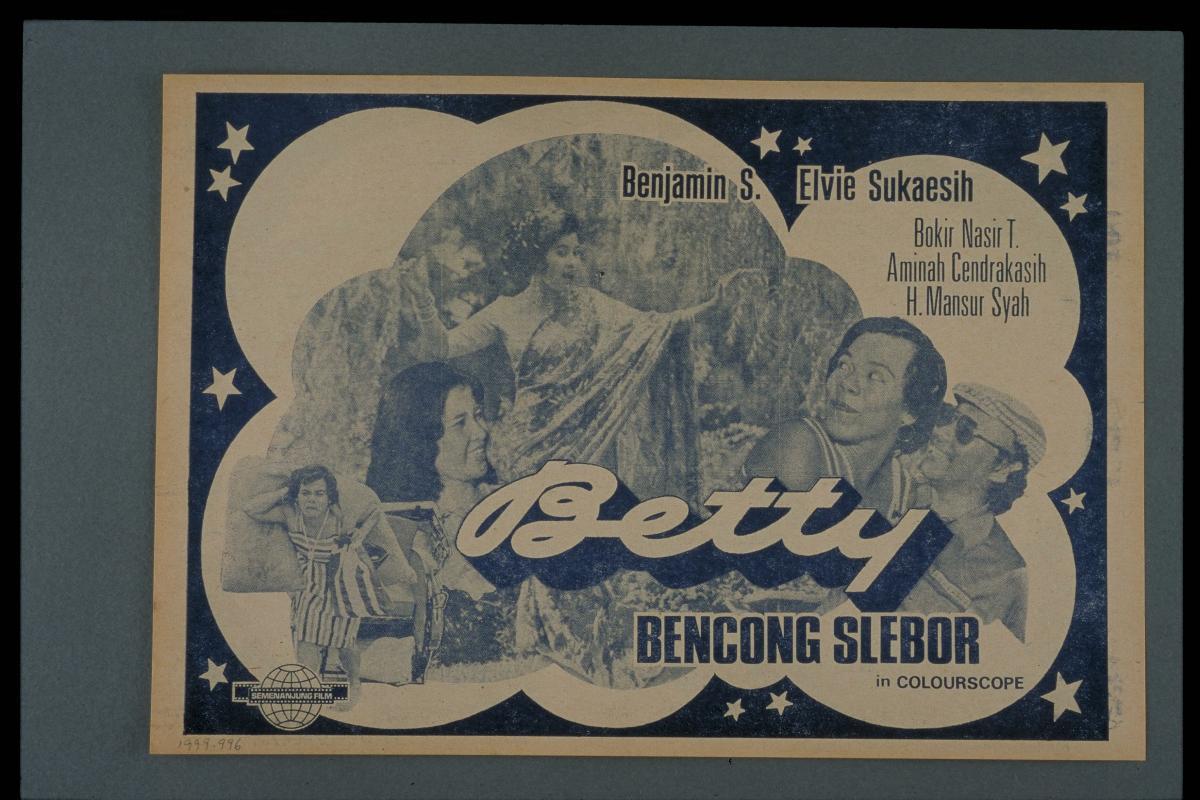 Benjamin S. Elvie Sukaesih
Bokir Nasir T.
Aminah Cendrakasih
H. Mansur Syah
Betty
BENCONG SLEBOR
in COLOURSCOPE
SEMENANJUNG FILM
1999-996